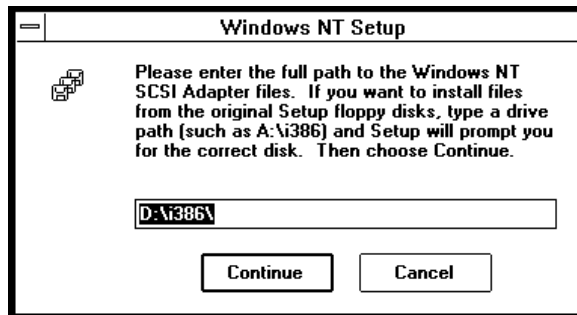 Windows NT Setup
Please enter the full path to the Windows NT
SCSI Adapter files.  If you want to install files
from the original Setup floppy disks, type a drive
path (such as A:\i386) and Setup will prompt you
for the correct disk.  Then choose Continue.
D:\i386\
Continue
Cancel